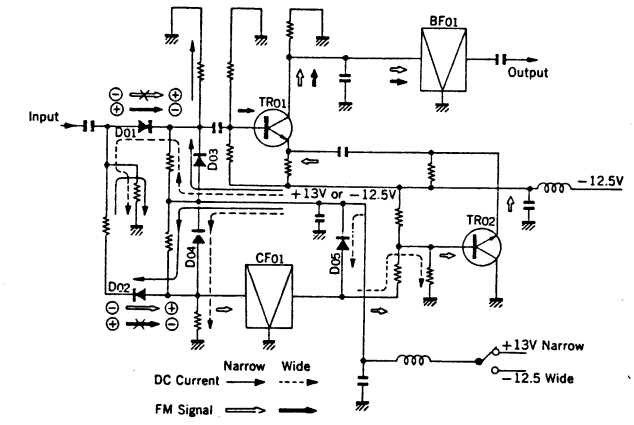 BF01
Output
⊖ ⊖
⊕ ⊕
TR01
Input
D01
D03
+13V or -12.5V
-12.5V
TR02
D04
CF01
D05
D02
⊖ ⊕
⊕ ⊖
+13V Narrow
-12.5 Wide
Narrow Wide
DC Current
FM Signal